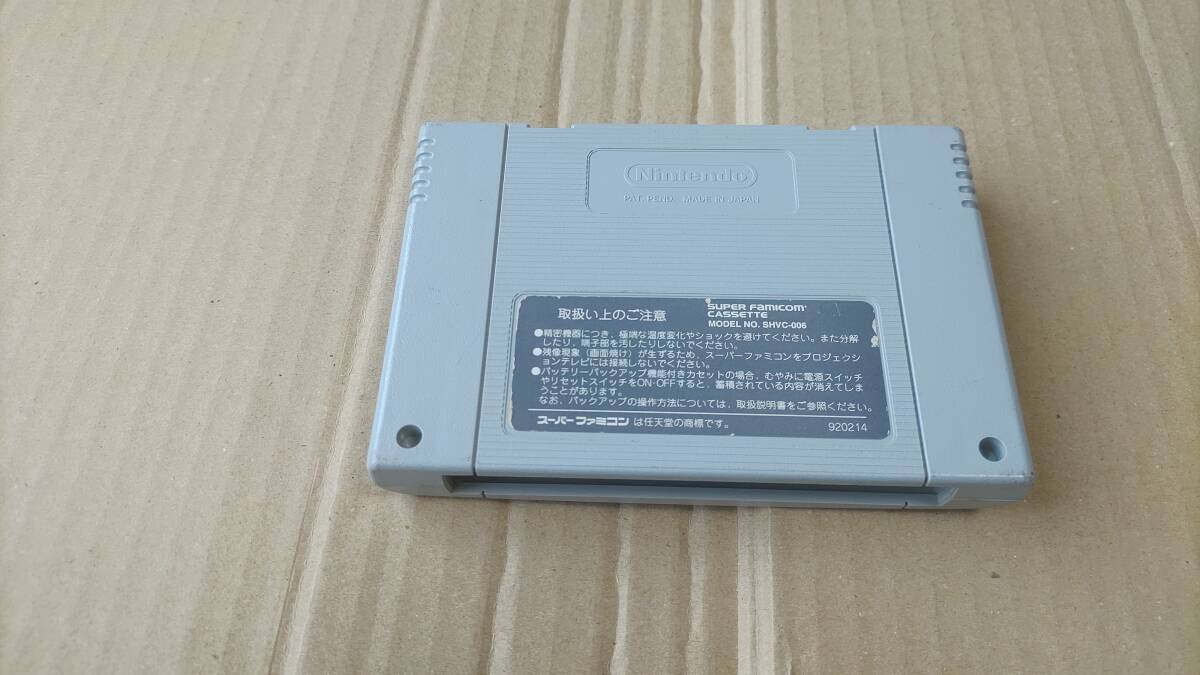 Nintendo
PAT. PEND. MADE IN JAPAN
取扱い上のご注意
SUPER FAMICOM
CASSETTE
MODEL NO. SHVC-006
●精密機器につき、極端な温度変化やショックを避けてください。また分解
したり、端子部を汚したりしないでください。
●残像現象(画面焼け)が生ずるため、スーパーファミコンをプロジェクシ
ョンテレビには接続しないでください。
●バッテリーバックアップ機能付きカセットの場合、むやみに電源スイッチ
やリセットスイッチをON・OFFすると、蓄積されている内容が消えてしま
うことがあります。
なお、バックアップの操作方法については、取扱説明書をご参照ください。
スーパーファミコン は任天堂の商標です。
920214